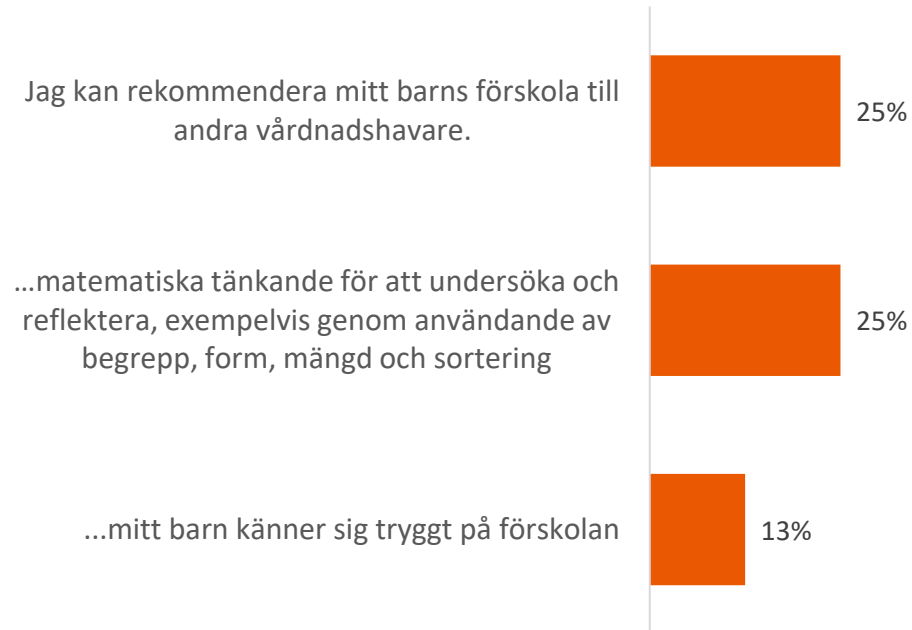 Jag kan rekommendera mitt barns förskola till
andra vårdnadshavare.
25%
...matematiska tänkande för att undersöka och
reflektera, exempelvis genom användande av
begrepp, form, mängd och sortering
25%
...mitt barn känner sig tryggt på förskolan
13%